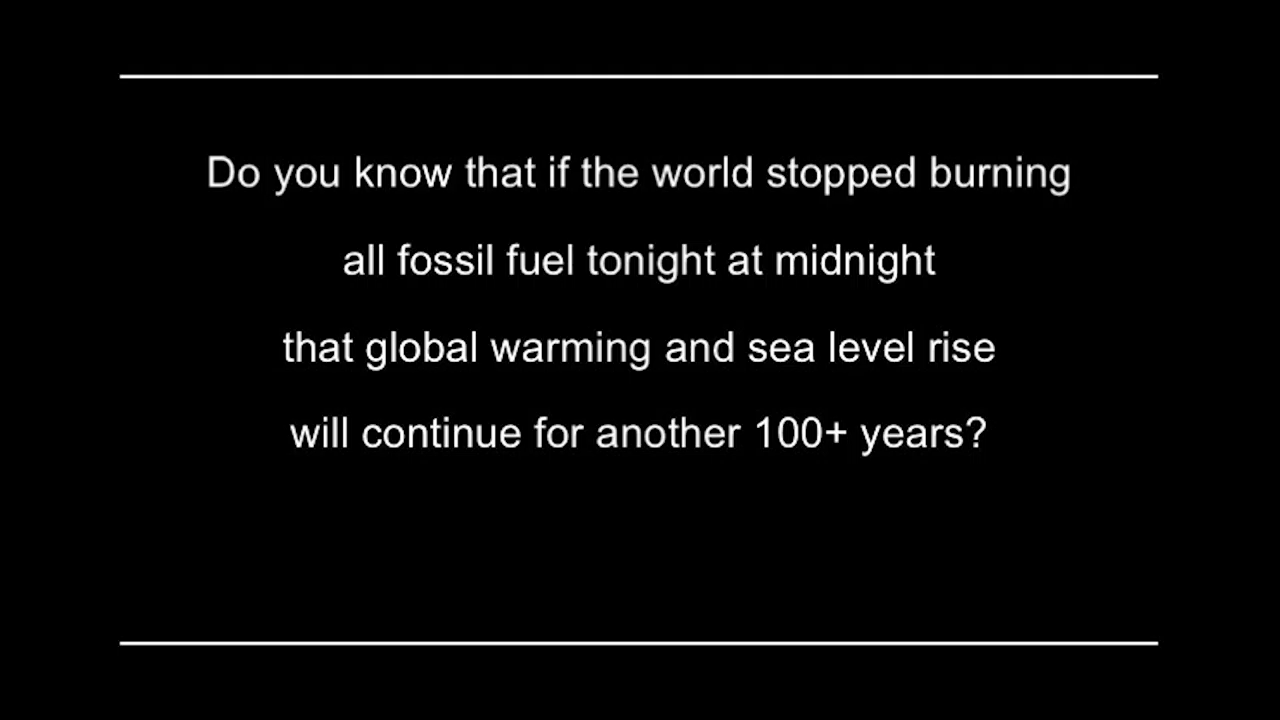 Do you know that if the world stopped burning
all fossil fuel tonight at midnight
that global warming and sea level rise
will continue for another 100+ years?